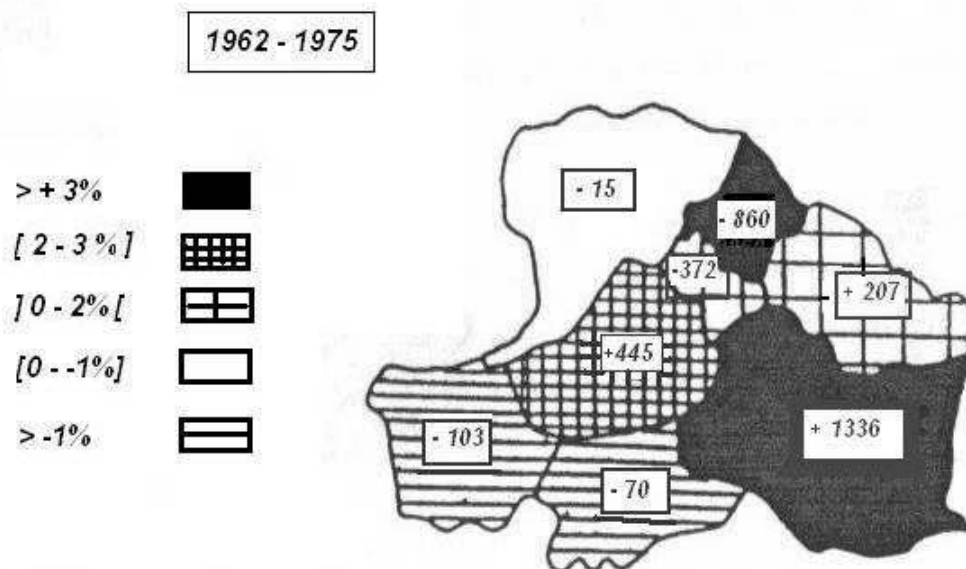 1962 - 1975
> + 3%
[ 2 - 3 % ]
] 0 - 2% [
[0 - -1%]
> -1%
- 15
- 860
-372
+ 207
+445
+ 1336
- 103
- 70